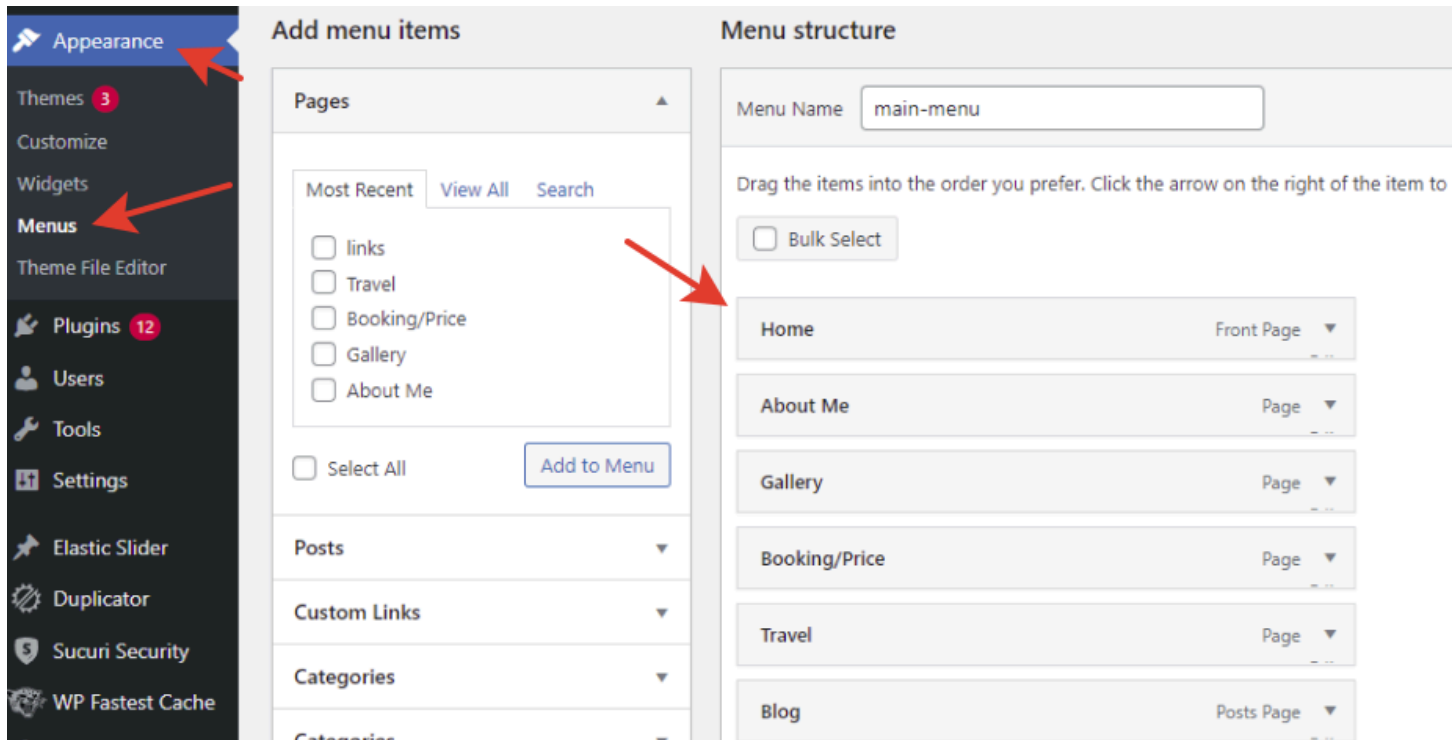 Appearance
Themes 3
Customize
Widgets
Menus
Theme File Editor
Plugins 12
Users
Tools
Settings
Elastic Slider
Duplicator
Sucuri Security
WP Fastest Cache
Add menu items
Pages
Most Recent View All Search
links
Travel
Booking/Price
Gallery
About Me
Select All Add to Menu
Posts
Custom Links
Categories
Categories
Menu structure
Menu Name main-menu
Drag the items into the order you prefer. Click the arrow on the right of the item to
Bulk Select
Home Front Page
About Me Page
Gallery Page
Booking/Price Page
Travel Page
Blog Posts Page